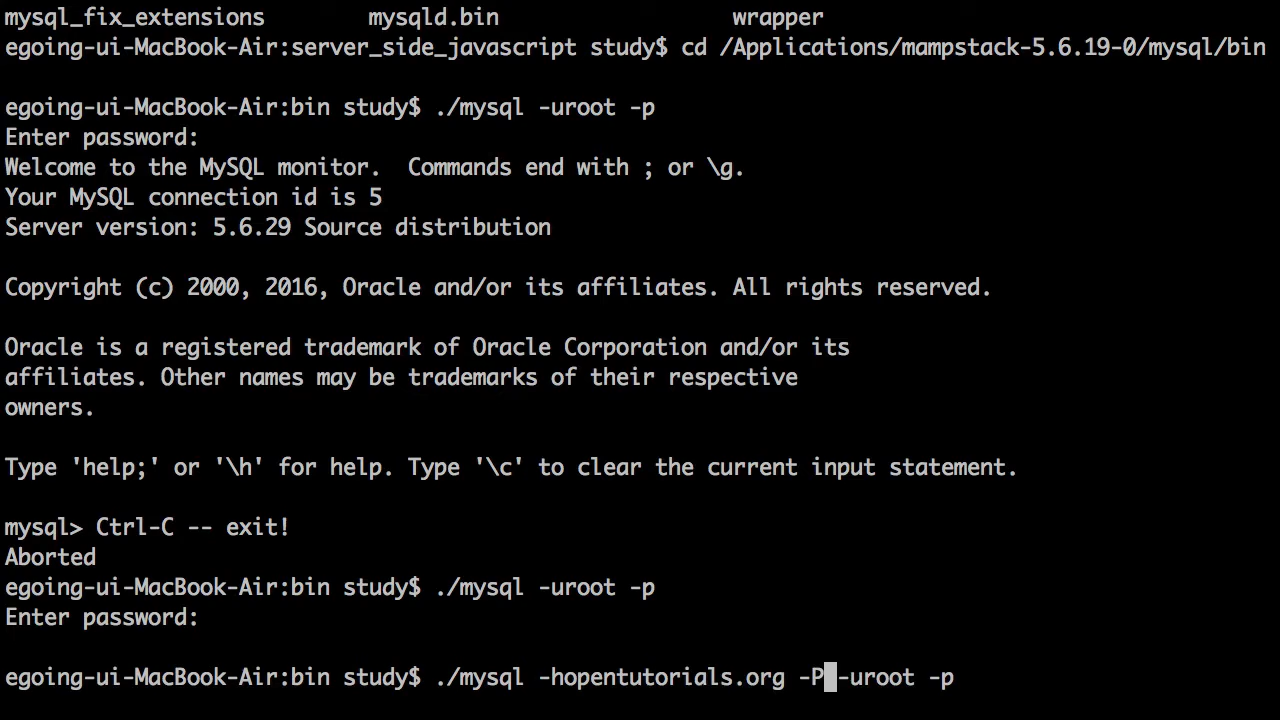 mysql_fix_extensions        mysqld.bin                  wrapper
egoing-ui-MacBook-Air:server_side_javascript study$ cd /Applications/mampstack-5.6.19-0/mysql/bin
egoing-ui-MacBook-Air:bin study$ ./mysql -uroot -p
Enter password:
Welcome to the MySQL monitor.  Commands end with ; or \g.
Your MySQL connection id is 5
Server version: 5.6.29 Source distribution
Copyright (c) 2000, 2016, Oracle and/or its affiliates. All rights reserved.
Oracle is a registered trademark of Oracle Corporation and/or its
affiliates. Other names may be trademarks of their respective
owners.
Type 'help;' or '\h' for help. Type '\c' to clear the current input statement.
mysql> Ctrl-C -- exit!
Aborted
egoing-ui-MacBook-Air:bin study$ ./mysql -uroot -p
Enter password:
egoing-ui-MacBook-Air:bin study$ ./mysql -hopentutorials.org -P -uroot -p